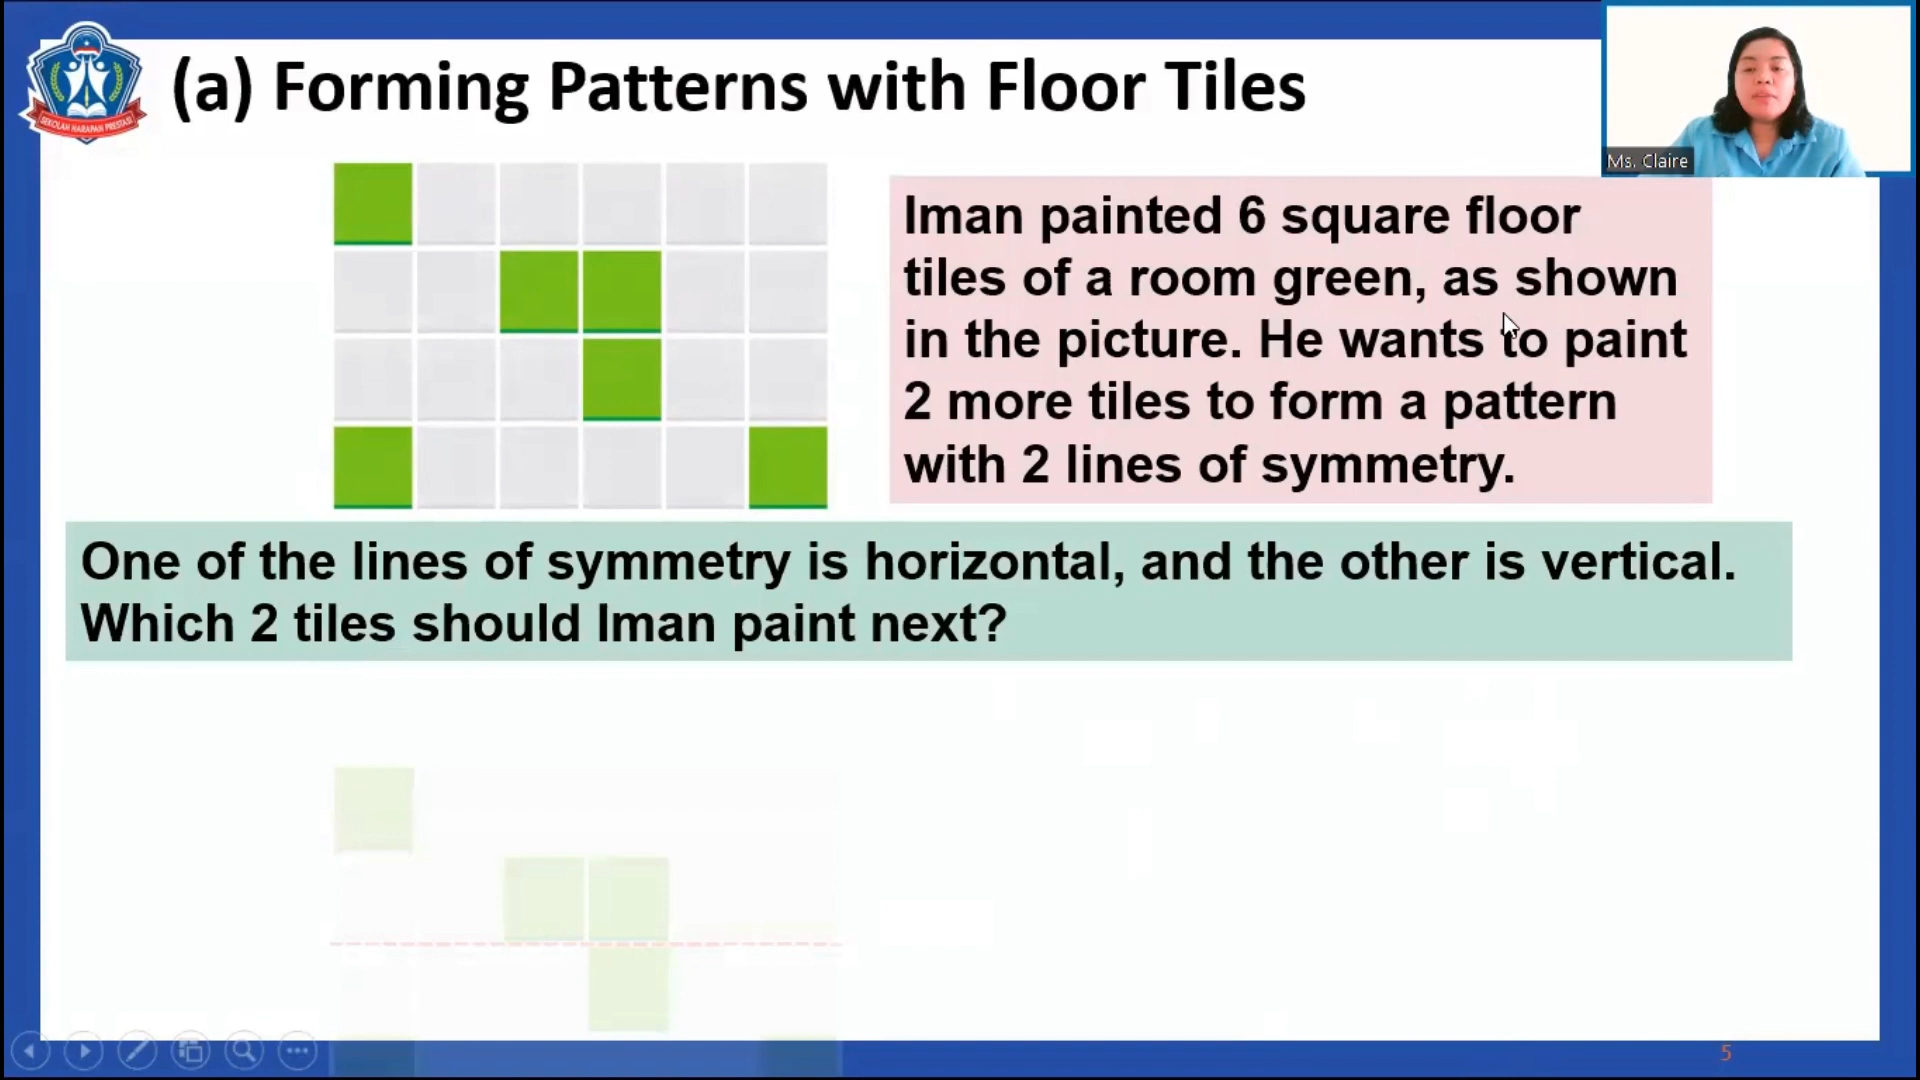 (a) Forming Patterns with Floor Tiles
SEKOLAH HARAPAN PRESTASI
Ms. Claire
Iman painted 6 square floor
tiles of a room green, as shown
in the picture. He wants to paint
2 more tiles to form a pattern
with 2 lines of symmetry.
One of the lines of symmetry is horizontal, and the other is vertical.
Which 2 tiles should Iman paint next?
5